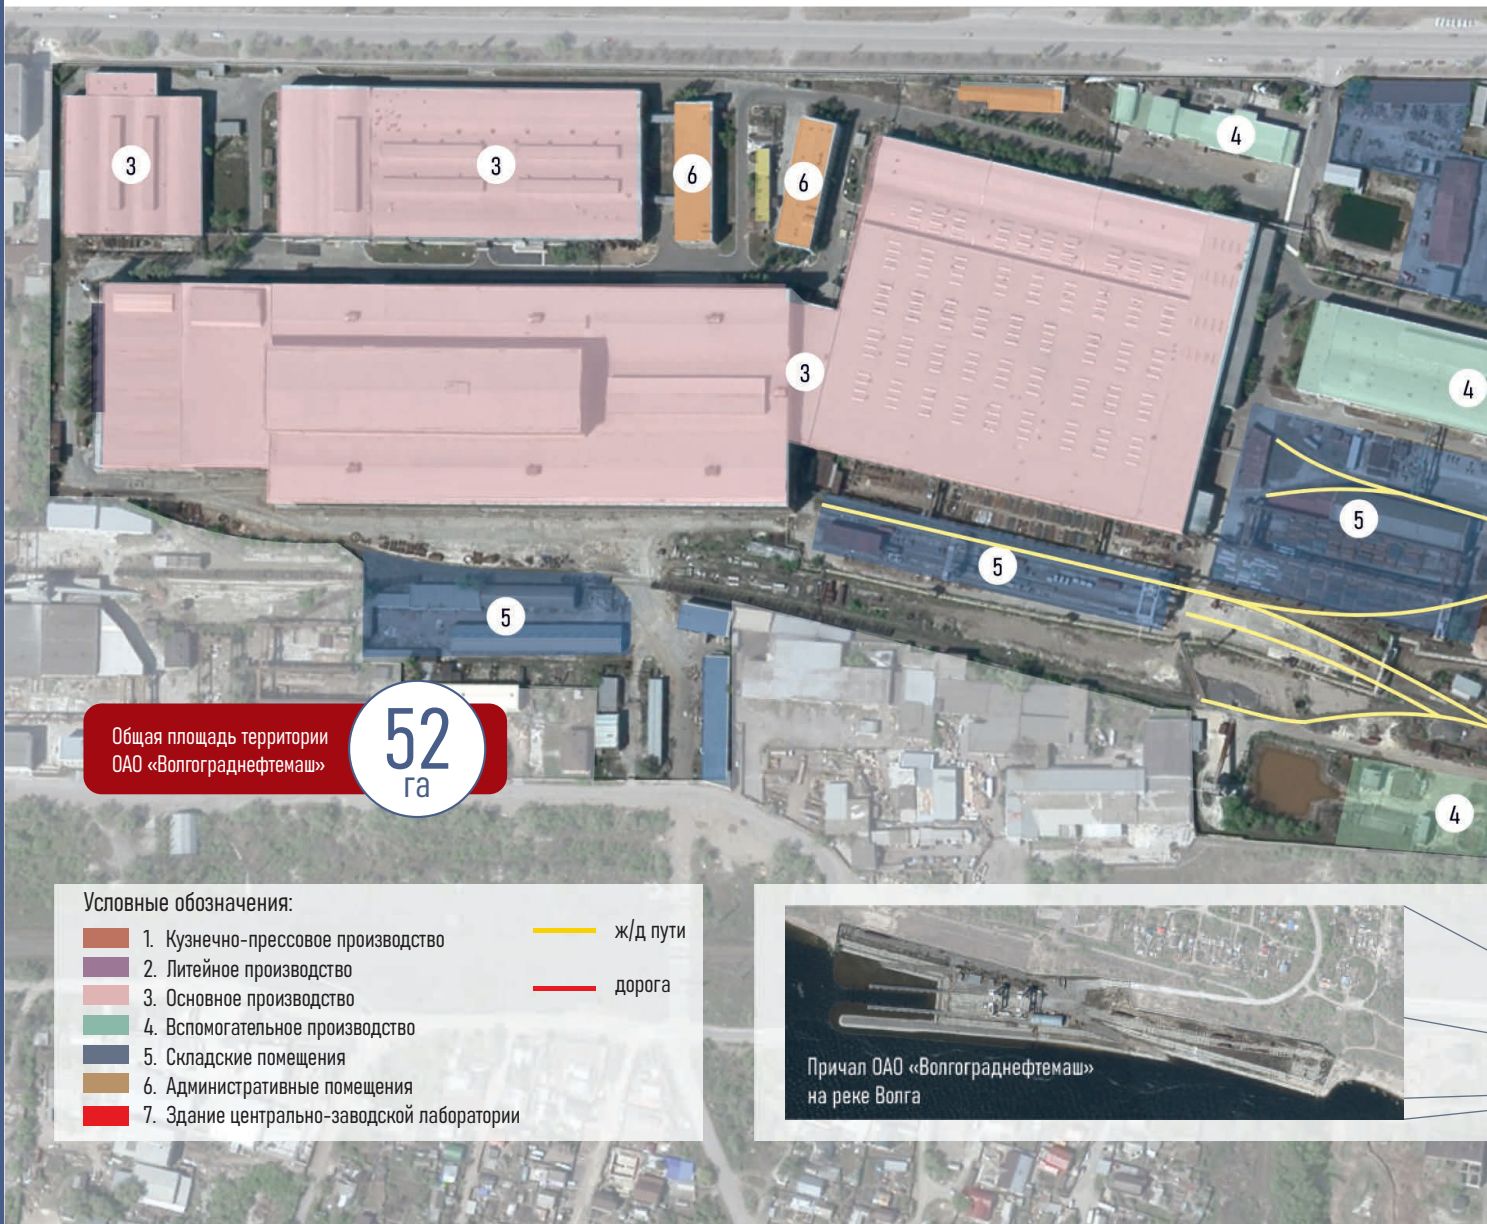 3
3
6
6
4
3
4
5
5
5
4
Общая площадь территории
ОАО «Волгограднефтемаш»
52
га
Условные обозначения:
1. Кузнечно-прессовое производство
2. Литейное производство
3. Основное производство
4. Вспомогательное производство
5. Складские помещения
6. Административные помещения
7. Здание центрально-заводской лаборатории
ж/д пути
дорога
Причал ОАО «Волгограднефтемаш»
на реке Волга